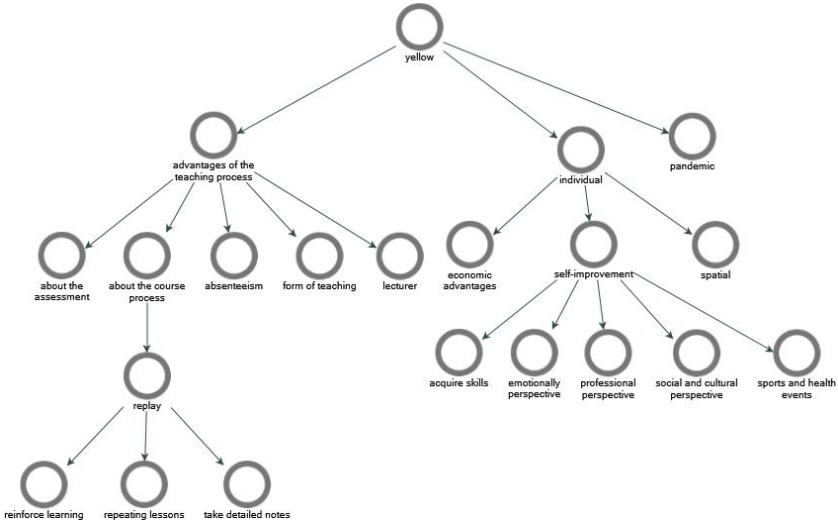 yellow
advantages of the
teaching process
individual
pandemic
about the
assessment
about the course
process
absenteeism
form of teaching
lecturer
economic
advantages
self-improvement
spatial
acquire skills
emotionally
perspective
professional
perspective
social and cultural
perspective
sports and health
events
replay
reinforce learning
repeating lessons
take detailed notes